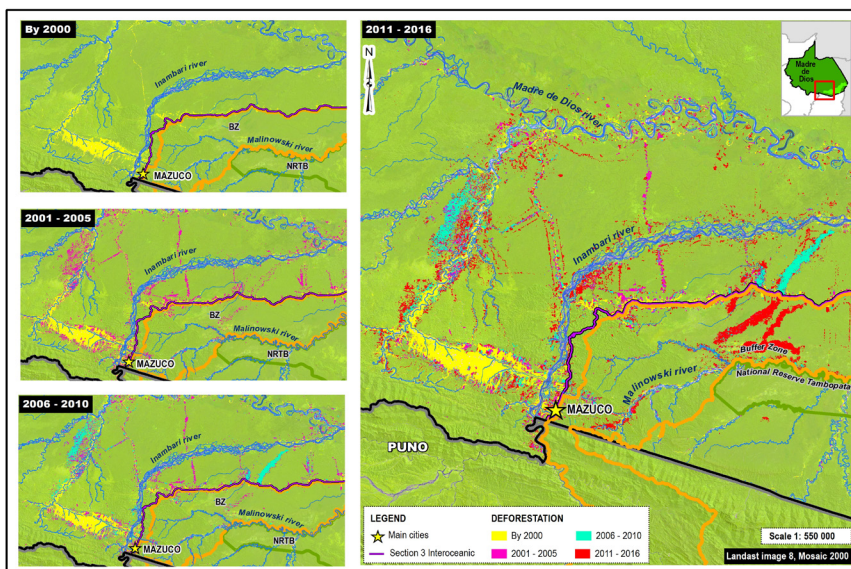 By 2000
Inambari river
BZ
Malinowski river
NRTB
MAZUCO
2001 - 2005
Inambari river
BZ
Malinowski river
NRTB
MAZUCO
2006 - 2010
Inambari river
BZ
Malinowski river
NRTB
MAZUCO
2011 - 2016
N
Madre de Dios river
Madre
de
Dios
Inambari river
Buffer Zone
National Reserve Tambopata
Malinowski river
MAZUCO
PUNO
LEGEND
Main cities
Section 3 Interoceanic
DEFORESTATION
By 2000
2001 - 2005
2006 - 2010
2011 - 2016
Scale 1: 550 000
Landast image 8, Mosaic 2000